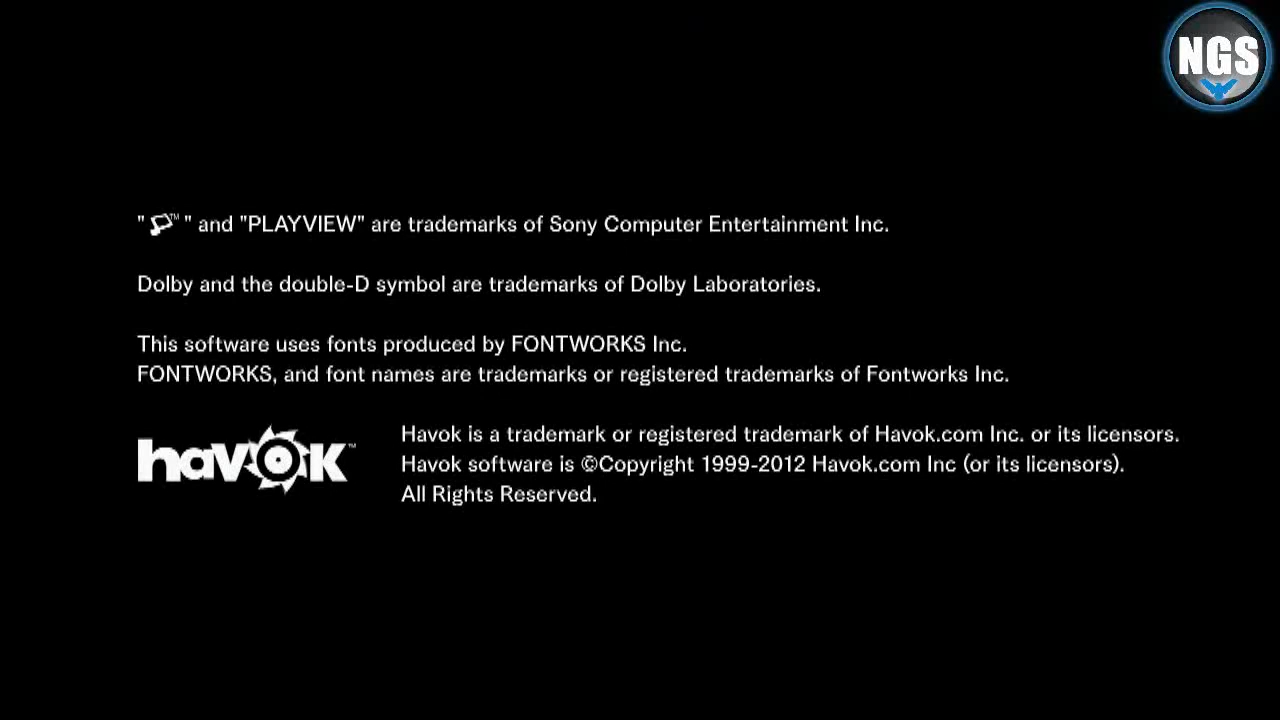 NGS
"™" and "PLAYVIEW" are trademarks of Sony Computer Entertainment Inc.
Dolby and the double-D symbol are trademarks of Dolby Laboratories.
This software uses fonts produced by FONTWORKS Inc.
FONTWORKS, and font names are trademarks or registered trademarks of Fontworks Inc.
havok™
Havok is a trademark or registered trademark of Havok.com Inc. or its licensors.
Havok software is ©Copyright 1999-2012 Havok.com Inc (or its licensors).
All Rights Reserved.